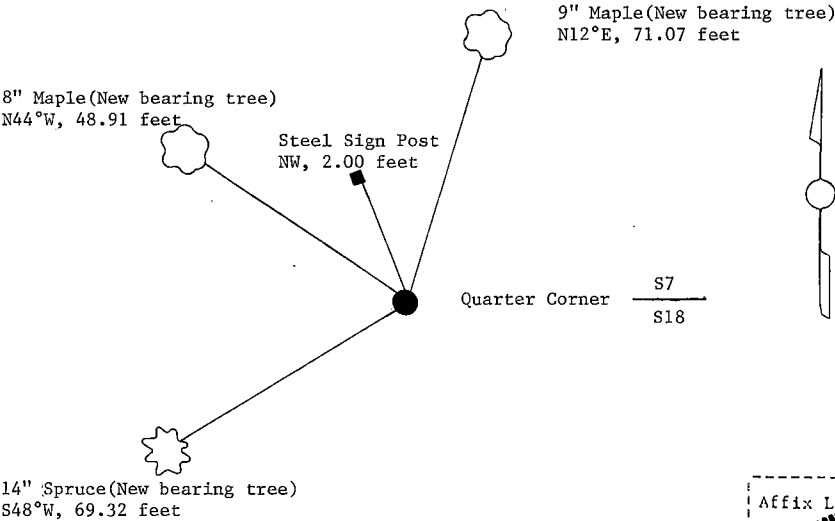 9" Maple(New bearing tree)
N12°E, 71.07 feet
8" Maple(New bearing tree)
N44°W, 48.91 feet
Steel Sign Post
NW, 2.00 feet
Quarter Corner
S7
S18
14" Spruce(New bearing tree)
S48°W, 69.32 feet
Affix L